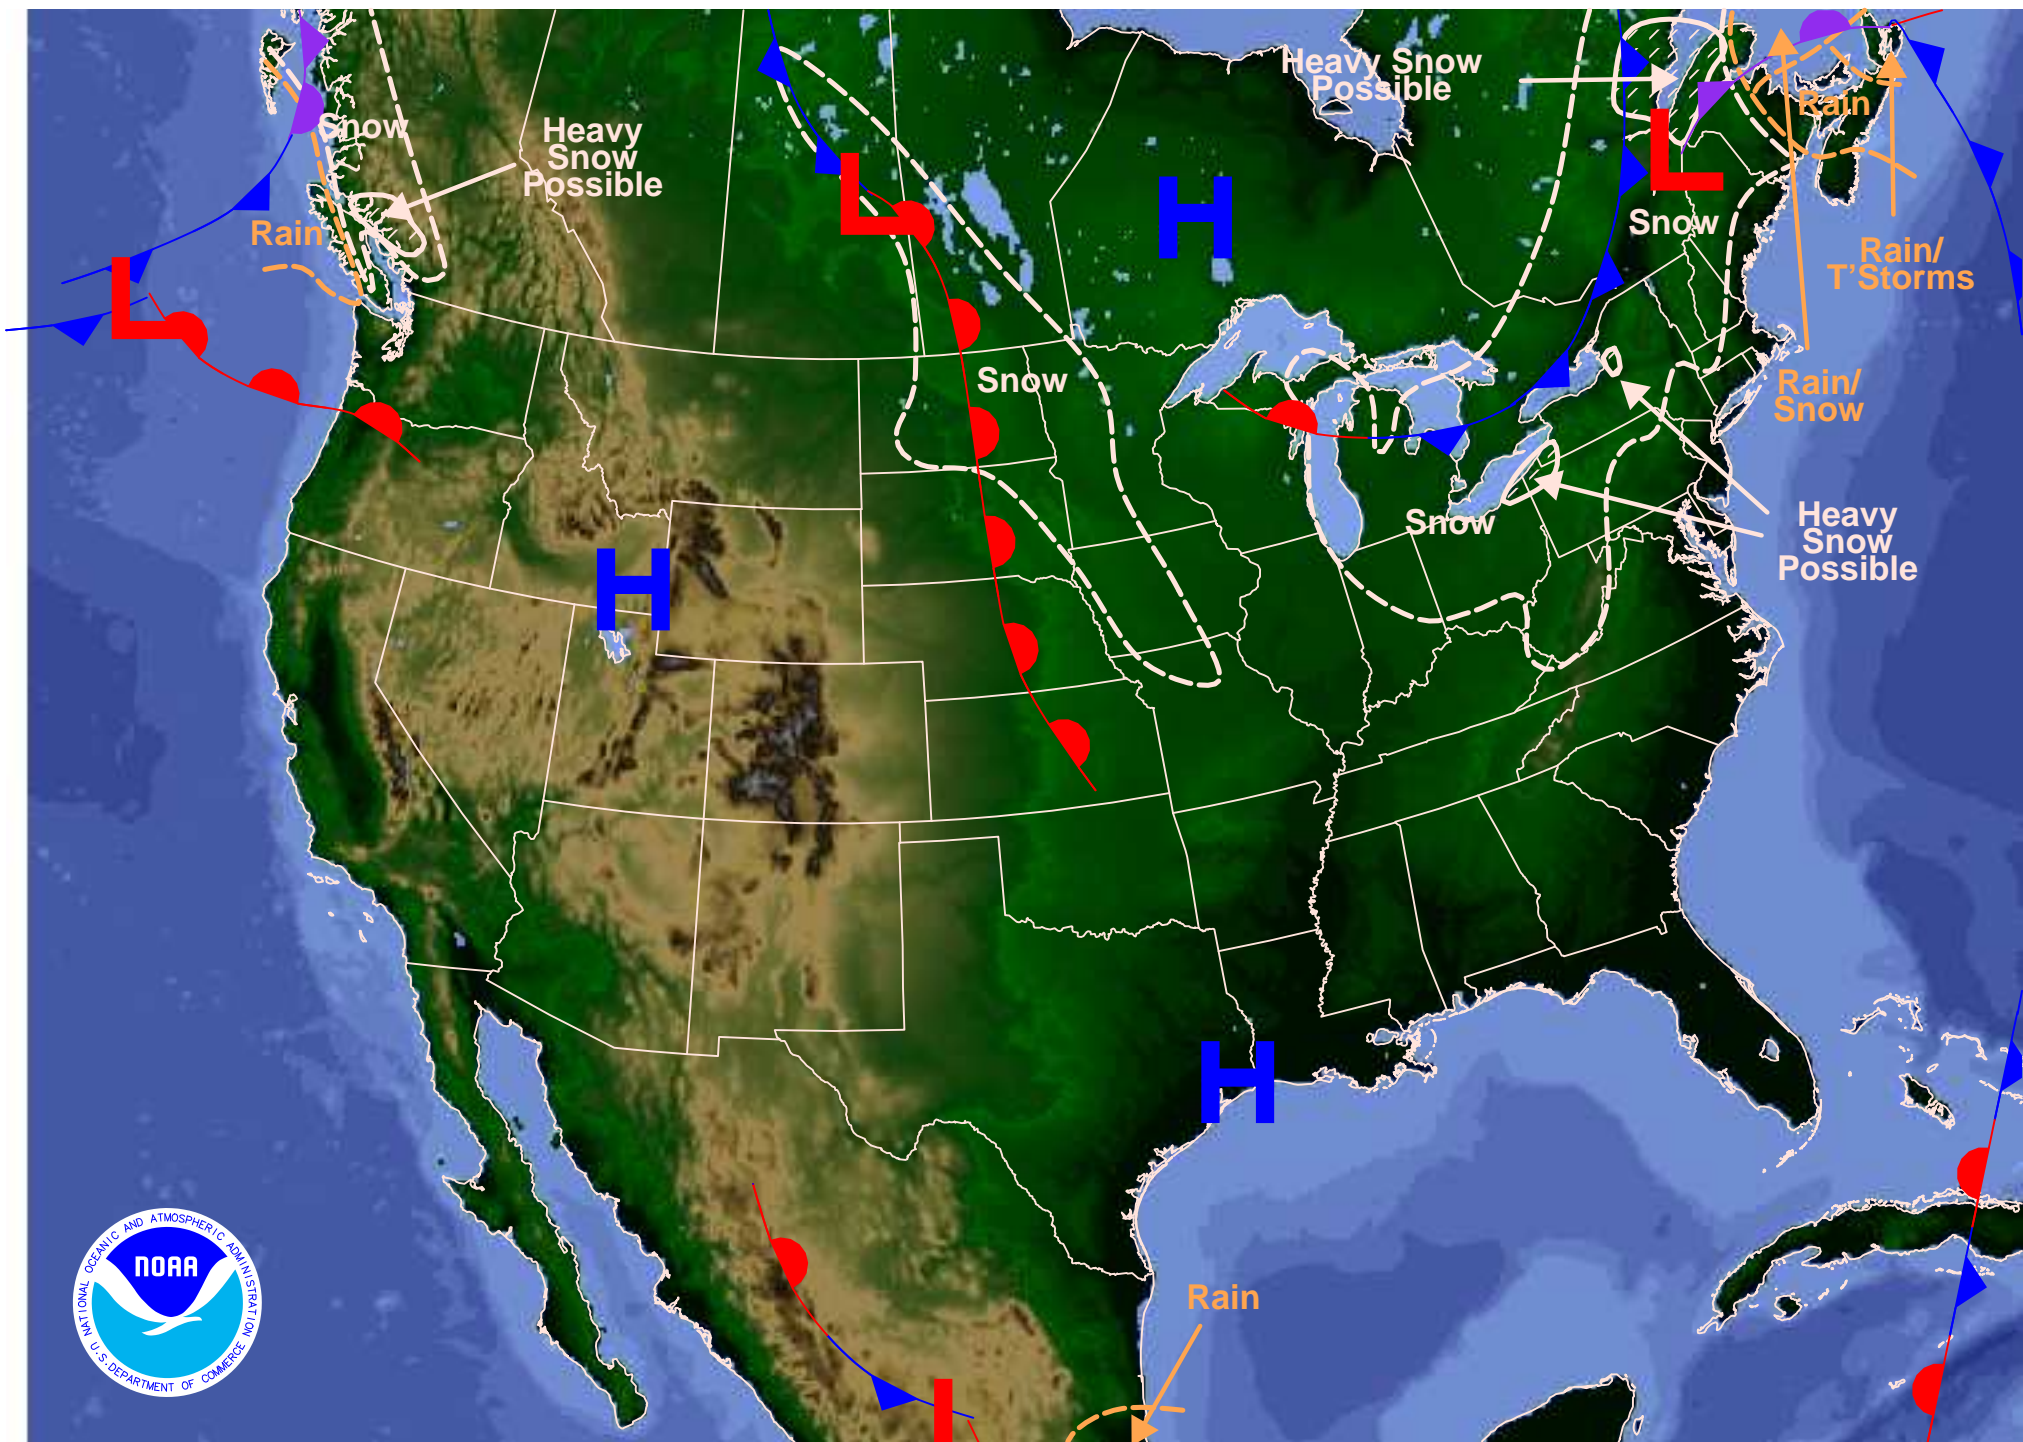 Heavy Snow
Possible
Snow
Heavy
Snow
Possible
Rain
L
L
H
L
Rain
Snow
Rain/
T'Storms
Snow
Rain/
Snow
Snow
Heavy
Snow
Possible
H
H
Rain
L
NATIONAL OCEANIC AND ATMOSPHERIC ADMINISTRATION
NOAA
U.S. DEPARTMENT OF COMMERCE